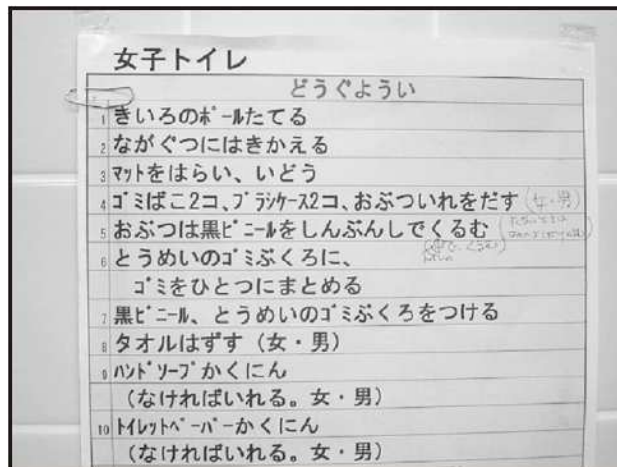 女子トイレ
どうぐようい
1 きいろのポールたてる
2 ながぐつにはきかえる
3 マットをはらい、いどう
4 ゴミばこ2コ、ブラシケース2コ、おぶついれをだす（女・男）
5 おぶつは黒ビニールをしんぶんしでくるむ
6 とうめいのゴミぶくろに、
ゴミをひとつにまとめる
7 黒ビニール、とうめいのゴミぶくろをつける
8 タオルはずす（女・男）
9 ハンドソープかくにん
（なければいれる。女・男）
10 トイレットペーパーかくにん
（なければいれる。女・男）